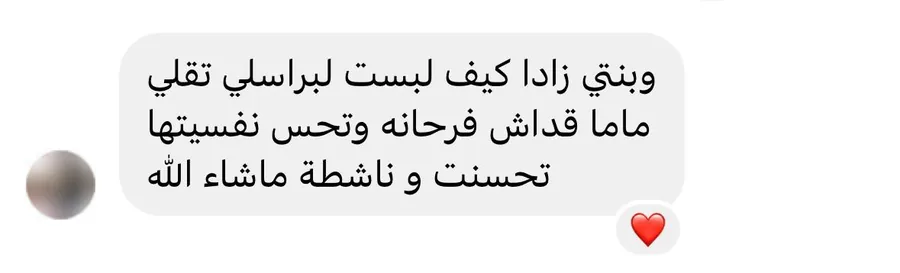 وبنتي زادا كيف لبست لبراسلي تقلي
ماما قداش فرحانه وتحس نفسيتها
تحسنت و ناشطة ماشاء الله